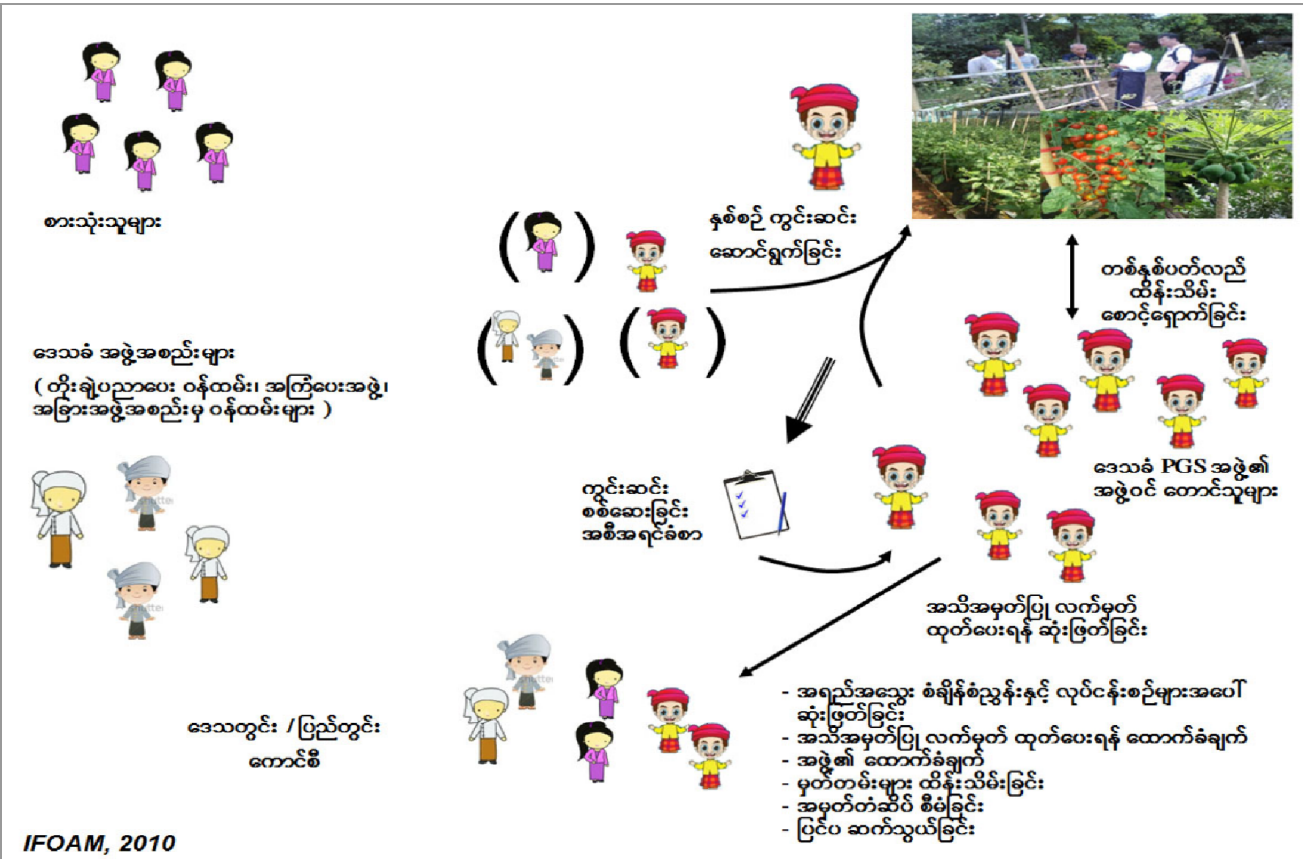 စားသုံးသူများ
နှစ်စဉ် ကွင်းဆင်း
ဆောင်ရွက်ခြင်း
တစ်နှစ်ပတ်လည်
ထိန်းသိမ်း
စောင့်ရှောက်ခြင်း
ဒေသခံ အဖွဲ့အစည်းများ
( တိုးချဲ့ပညာပေး ဝန်ထမ်း၊ အကြံပေးအဖွဲ့၊
အခြားအဖွဲ့အစည်းမှ ဝန်ထမ်းများ )
ဒေသခံ PGS အဖွဲ့၏
အဖွဲ့ဝင် တောင်သူများ
ကွင်းဆင်း
စစ်ဆေးခြင်း
အစီအရင်ခံစာ
အသိအမှတ်ပြု လက်မှတ်
ထုတ်ပေးရန် ဆုံးဖြတ်ခြင်း
ဒေသတွင်း /ပြည်တွင်း
ကောင်စီ
- အရည်အသွေး စံချိန်စံညွှန်းနှင့် လုပ်ငန်းစဉ်များအပေါ်
ဆုံးဖြတ်ခြင်း
- အသိအမှတ်ပြု လက်မှတ် ထုတ်ပေးရန် ထောက်ခံချက်
- အဖွဲ့၏ ထောက်ခံချက်
- မှတ်တမ်းများ ထိန်းသိမ်းခြင်း
- အမှတ်တံဆိပ် စီမံခြင်း
- ပြင်ပ ဆက်သွယ်ခြင်း
IFOAM, 2010